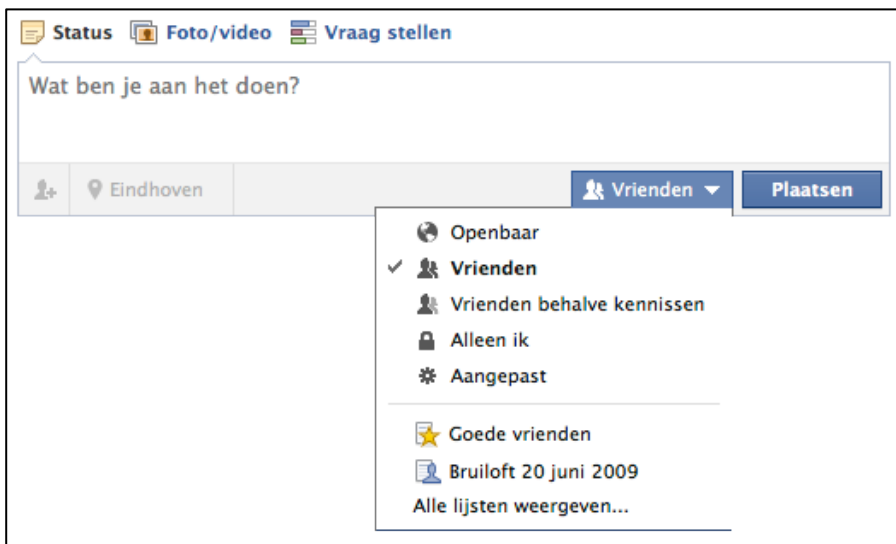 Status Foto/video Vraag stellen
Wat ben je aan het doen?
Eindhoven Vrienden Plaatsen
Openbaar
Vrienden
Vrienden behalve kennissen
Alleen ik
Aangepast
Goede vrienden
Bruiloft 20 juni 2009
Alle lijsten weergeven...